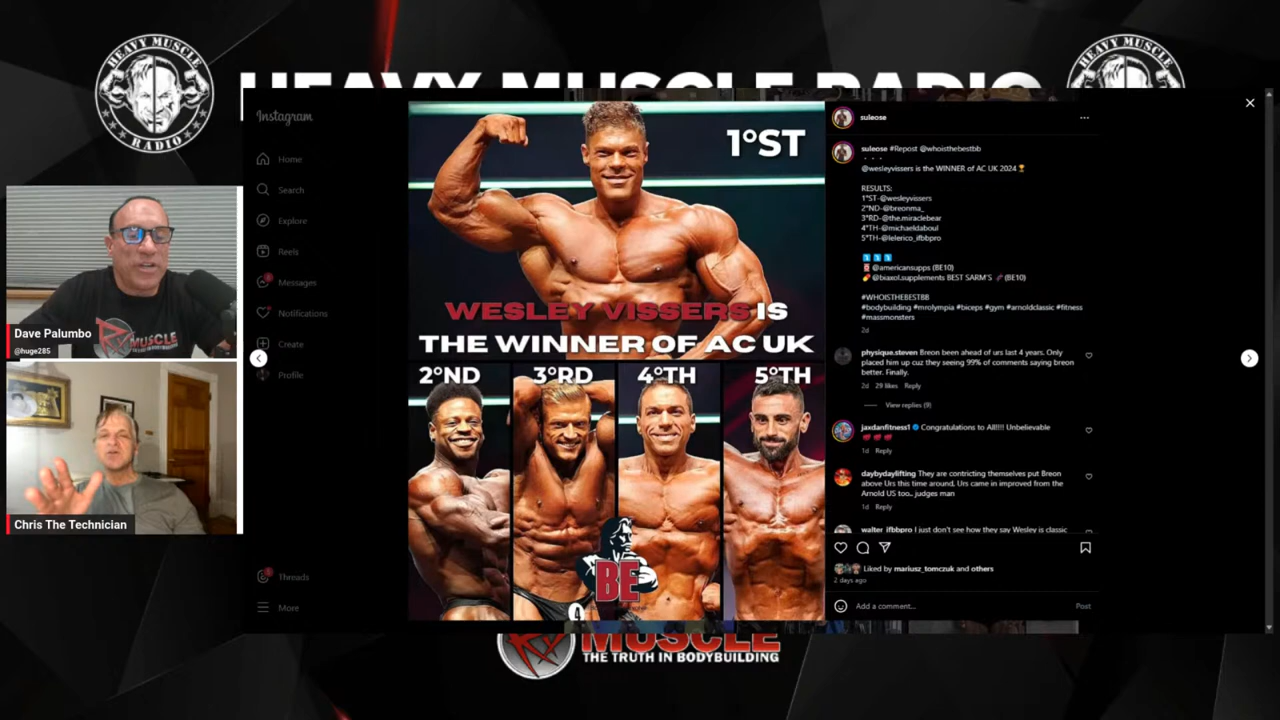 HEAVY MUSCLE RADIO
HEAVY MUSCLE
RADIO
HEAVY MUSCLE
Dave Palumbo
@huge285
MUSCLE
Chris The Technician
Instagram
Home
Search
Explore
Reels
Messages
Notifications
Create
Profile
Threads
More
1°ST
WESLEY VISSERS IS
THE WINNER OF AC UK
2°ND
3°RD
4°TH
5°TH
BE
4
suleose
suleose #Repost @whoisthebestbb
• • •
@wesleyvissers is the WINNER of AC UK 2024🏆
RESULTS:
1°ST-@wesleyvissers
2°ND-@breonma_
3°RD-@the.miraclebear
4°TH-@michaeldaboul
5°TH-@lelerico_ifbbpro
@americansupps (BE10)
@biaxol.supplements BEST SARM'S (BE10)
#WHOISTHEBESTBB
#bodybuilding #mrolympia #biceps #gym #arnoldclassic #fitness
#massmonsters
2d
physique.steven Breon been ahead of urs last 4 years. Only
placed him up cuz they seeing 99% of comments saying breon
better. Finally.
2d 29 likes Reply
View replies (9)
jaxdanfitness1 Congratulations to All!!!! Unbelievable
1d Reply
daybydaylifting They are contricting themselves put Breon
above Urs this time around, Urs came in improved from the
Arnold US too.. judges man
1d Reply
walter_ifbbpro I just don't see how they say Wesley is classic
Liked by mariusz_tomczuk and others
2 days ago
Add a comment...
Post
Rx MUSCLE
THE TRUTH IN BODYBUILDING